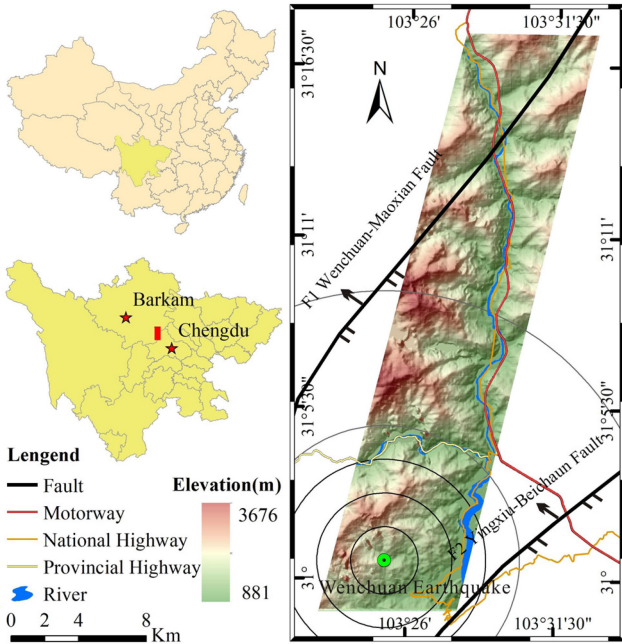 Barkam
Chengdu
Lengend
Fault
Motorway
National Highway
Provincial Highway
River
Elevation(m)
3676
881
0 2 4 8
Km
103°26'
103°31'30"
31°16'30"
31°11'
31°5'30"
31°
N
F1 Wenchuan-Maoxian Fault
31°11'
31°5'30"
F2 Yingxiu-Beichaun Fault
Wenchuan Earthquake
31°
103°26'
103°31'30"